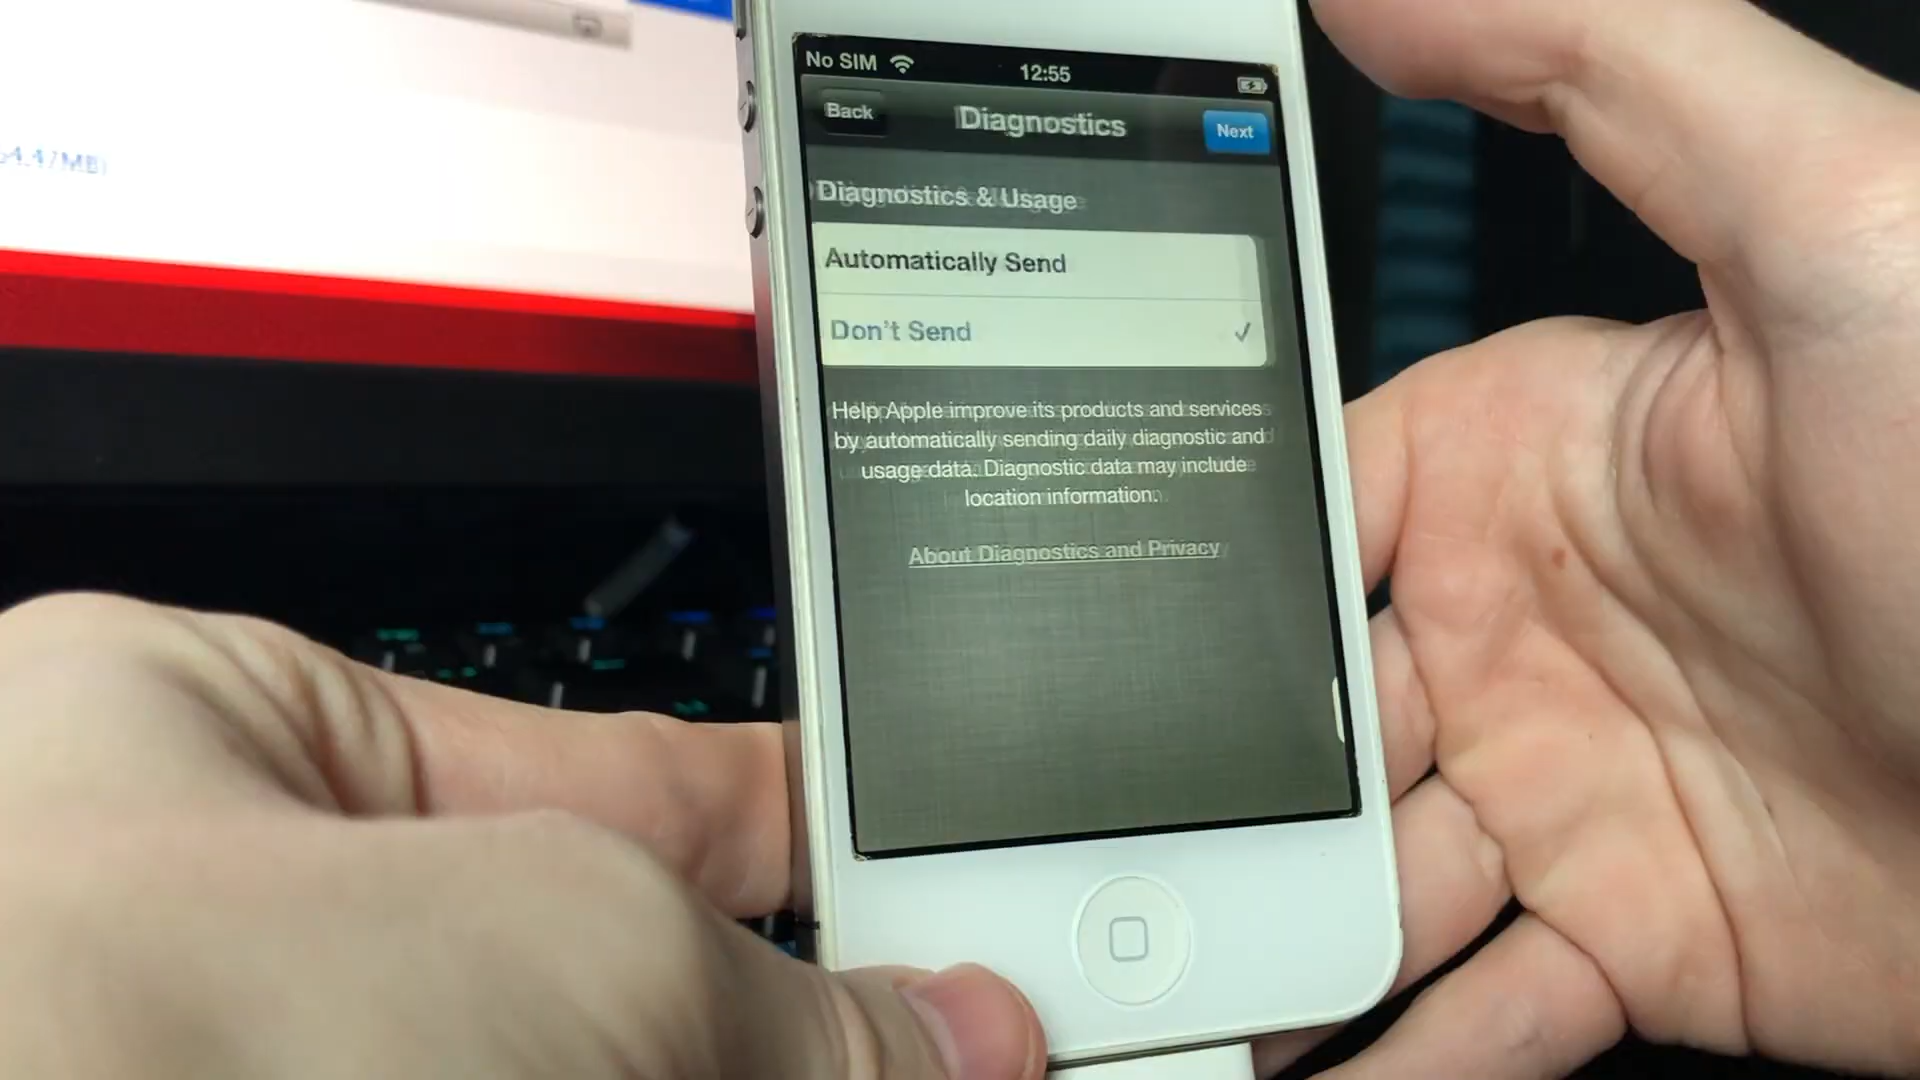 No SIM
12:55
Back
Diagnostics
Next
Diagnostics & Usage
Automatically Send
Don't Send
Help Apple improve its products and services
by automatically sending daily diagnostic and
usage data. Diagnostic data may include
location information.
About Diagnostics and Privacy
4.47MB)